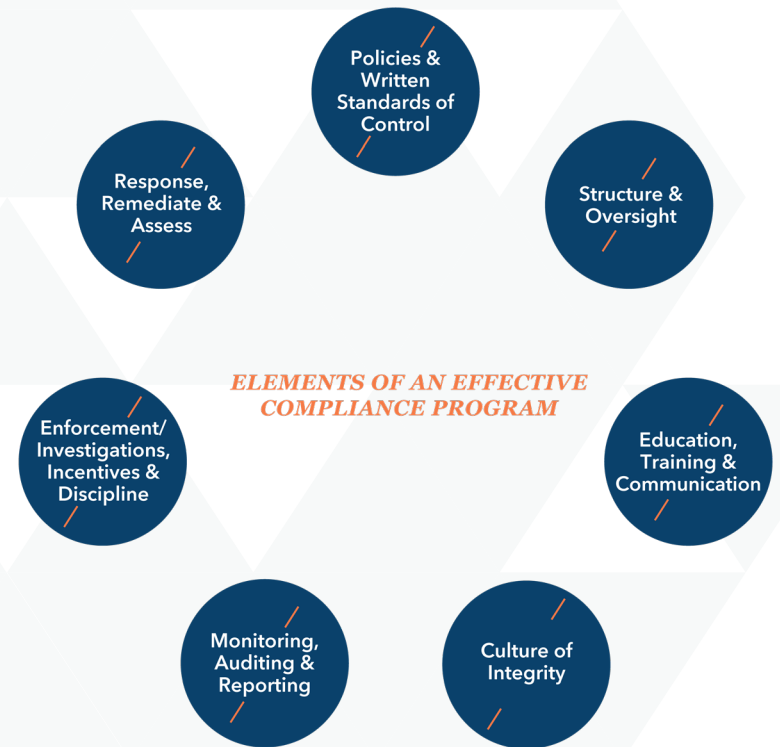 Policies &
Written
Standards of
Control
Structure &
Oversight
Education,
Training &
Communication
Culture of
Integrity
Monitoring,
Auditing &
Reporting
Enforcement/
Investigations,
Incentives &
Discipline
Response,
Remediate &
Assess
ELEMENTS OF AN EFFECTIVE
COMPLIANCE PROGRAM